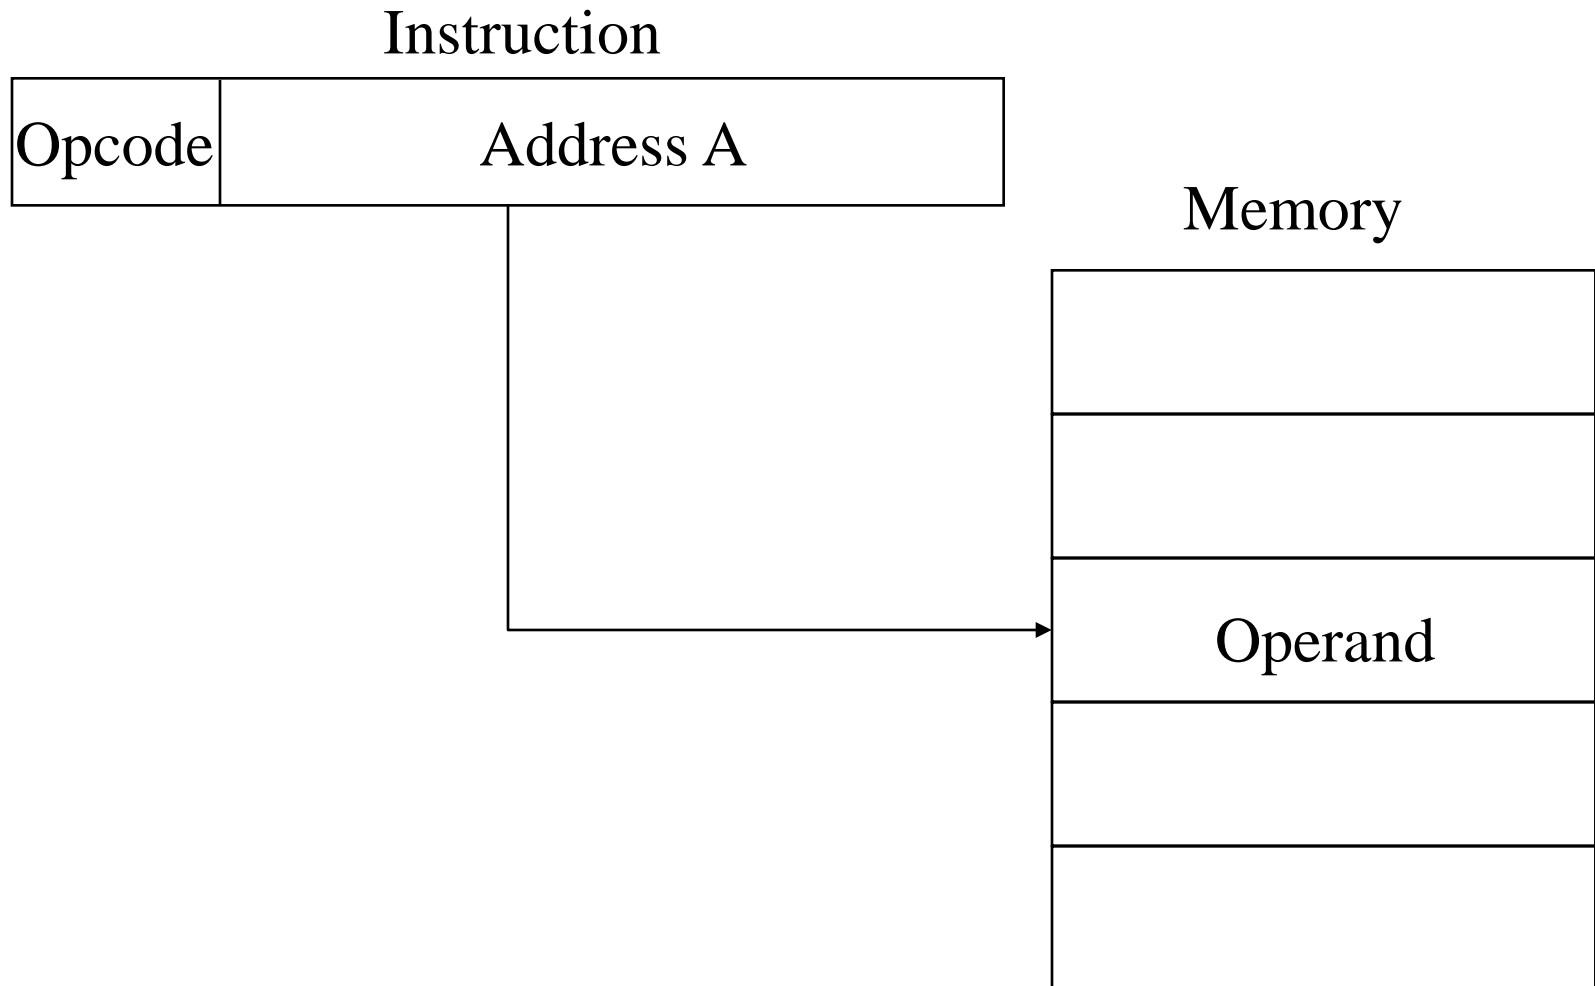 Instruction
Opcode
Address A
Memory
Operand